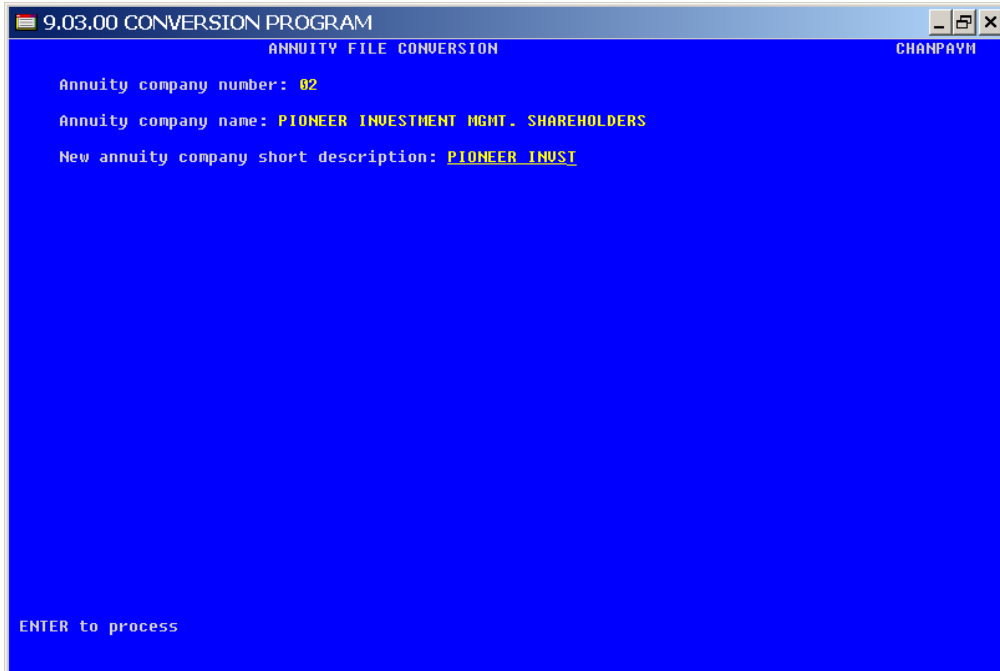 9.03.00 CONVERSION PROGRAM
ANNUITY FILE CONVERSION CHANPAYM
Annuity company number: 02
Annuity company name: PIONEER INVESTMENT MGMT. SHAREHOLDERS
New annuity company short description: PIONEER INVST
ENTER to process